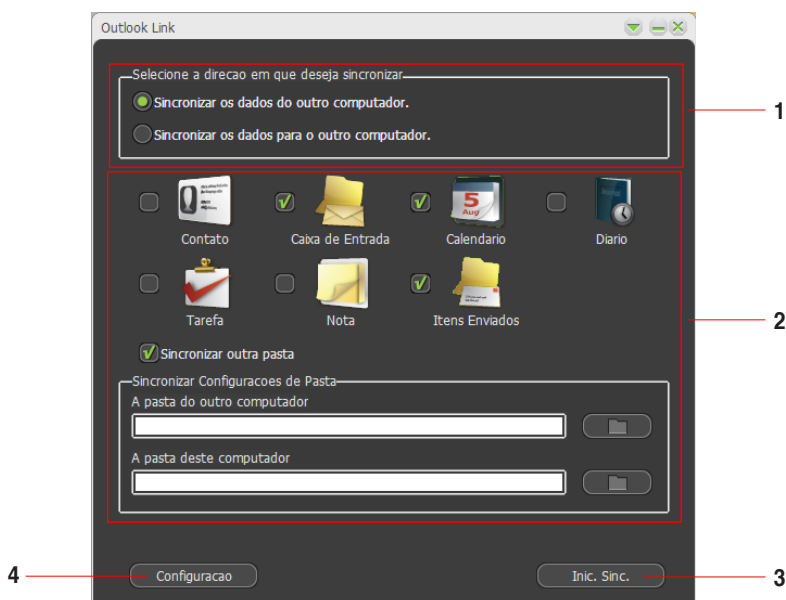 Outlook Link
Selecione a direcao em que deseja sincronizar
Sincronizar os dados do outro computador.
1
Sincronizar os dados para o outro computador.
5
Aug
Contato
Caixa de Entrada
Calendario
Diario
Tarefa
Nota
Itens Enviados
2
Sincronizar outra pasta
Sincronizar Configuracoes de Pasta
A pasta do outro computador
A pasta deste computador
4
Configuracao
Inic. Sinc.
3